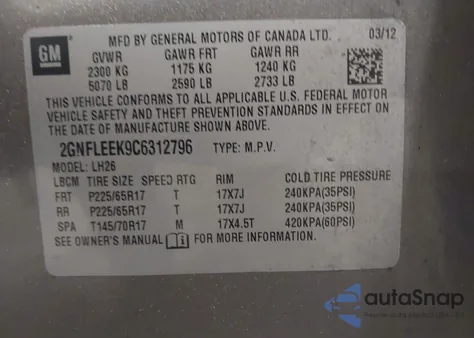 GM
MFD BY GENERAL MOTORS OF CANADA LTD. 03/12
GVWR GAWR FRT GAWR RR
2300 KG 1175 KG 1240 KG
5070 LB 2590 LB 2733 LB
THIS VEHICLE CONFORMS TO ALL APPLICABLE U.S. FEDERAL MOTOR
VEHICLE SAFETY AND THEFT PREVENTION STANDARDS IN EFFECT ON
THE DATE OF MANUFACTURE SHOWN ABOVE.
2GNFLEEK9C6312796 TYPE: M.P.V.
MODEL: LH26
LBCM TIRE SIZE SPEED RTG RIM COLD TIRE PRESSURE
FRT P225/65R17 T 17X7J 240KPA(35PSI)
RR P225/65R17 T 17X7J 240KPA(35PSI)
SPA T145/70R17 M 17X4.5T 420KPA(60PSI)
SEE OWNER'S MANUAL FOR MORE INFORMATION.
autoSnap